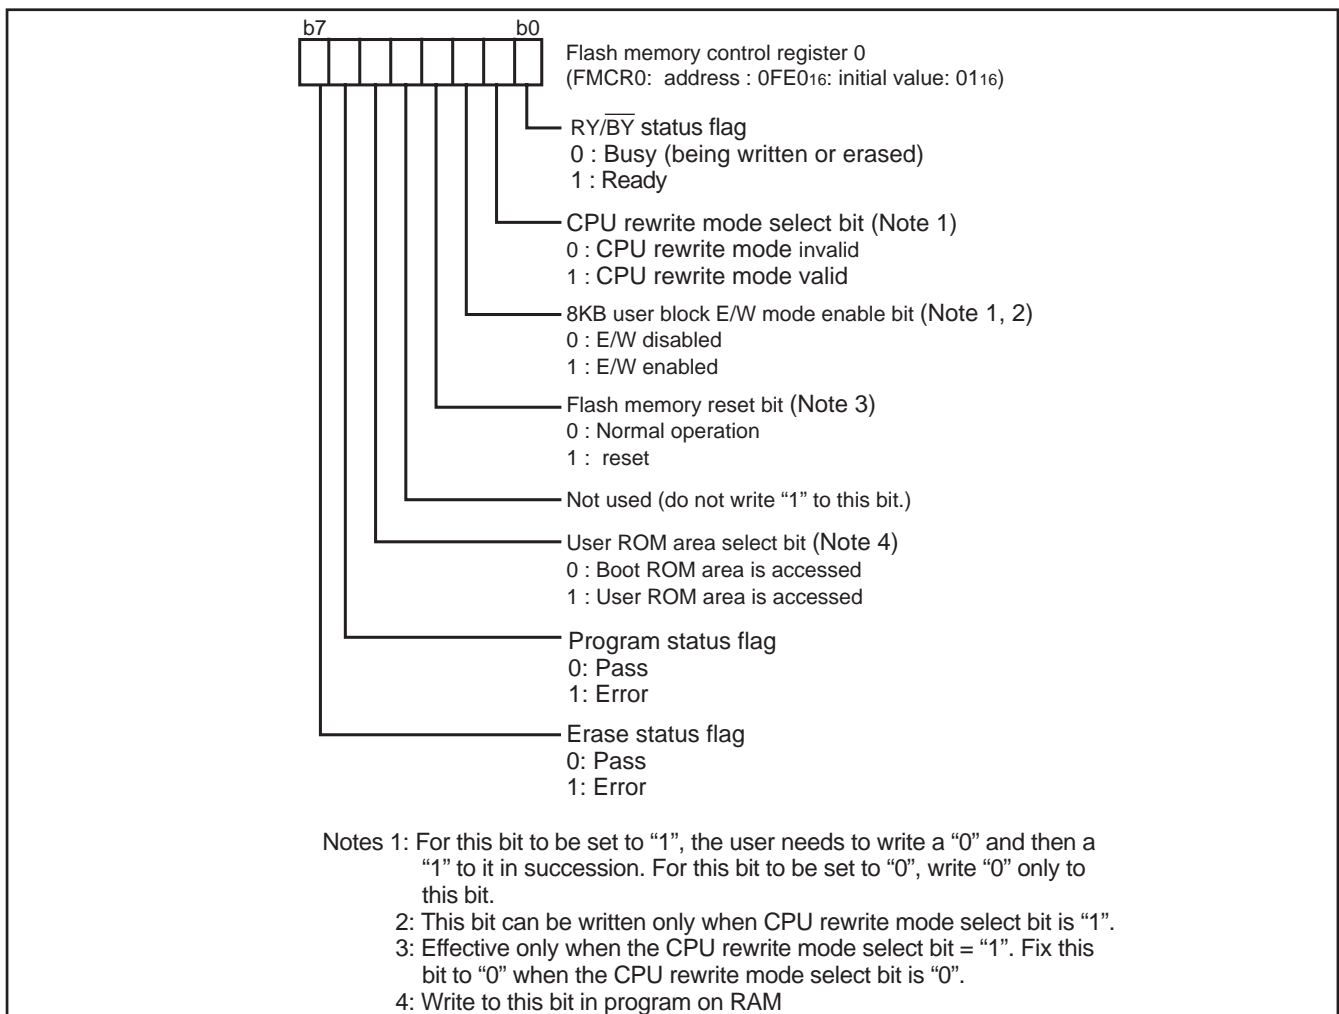 b7 b0
Flash memory control register 0
(FMCR0: address : 0FE016: initial value: 0116)
RY/BY status flag
0 : Busy (being written or erased)
1 : Ready
CPU rewrite mode select bit (Note 1)
0 : CPU rewrite mode invalid
1 : CPU rewrite mode valid
8KB user block E/W mode enable bit (Note 1, 2)
0 : E/W disabled
1 : E/W enabled
Flash memory reset bit (Note 3)
0 : Normal operation
1 : reset
Not used (do not write “1” to this bit.)
User ROM area select bit (Note 4)
0 : Boot ROM area is accessed
1 : User ROM area is accessed
Program status flag
0: Pass
1: Error
Erase status flag
0: Pass
1: Error
Notes 1: For this bit to be set to “1”, the user needs to write a “0” and then a
“1” to it in succession. For this bit to be set to “0”, write “0” only to
this bit.
2: This bit can be written only when CPU rewrite mode select bit is “1”.
3: Effective only when the CPU rewrite mode select bit = “1”. Fix this
bit to “0” when the CPU rewrite mode select bit is “0”.
4: Write to this bit in program on RAM